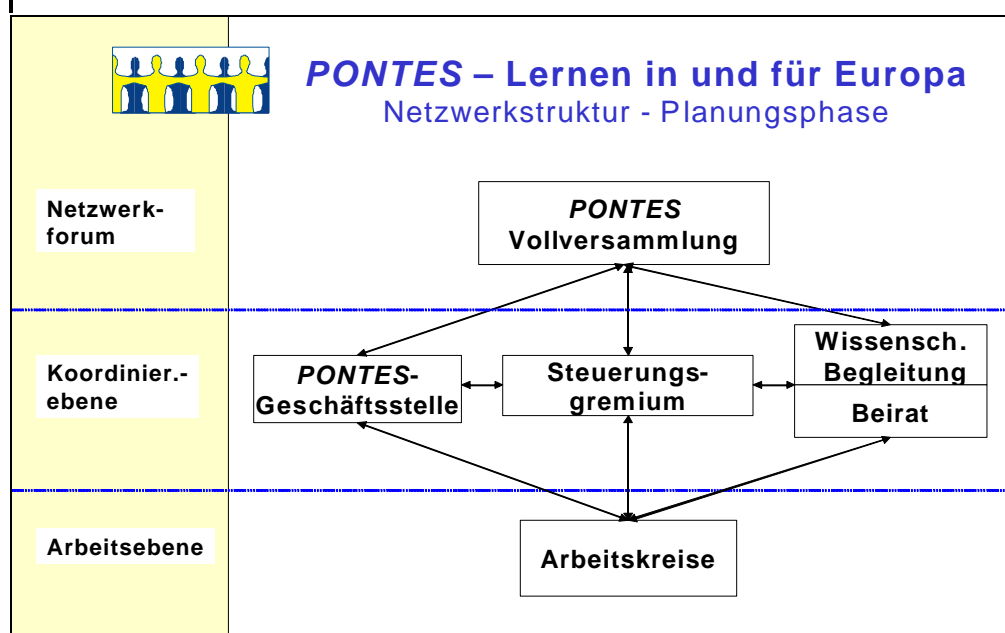 PONTES – Lernen in und für Europa
Netzwerkstruktur - Planungsphase
Netzwerk-
forum
PONTES
Vollversammlung
Koordinier.-
ebene
PONTES-
Geschäftsstelle
Steuerungs-
gremium
Wissensch.
Begleitung
Beirat
Arbeitsebene
Arbeitskreise